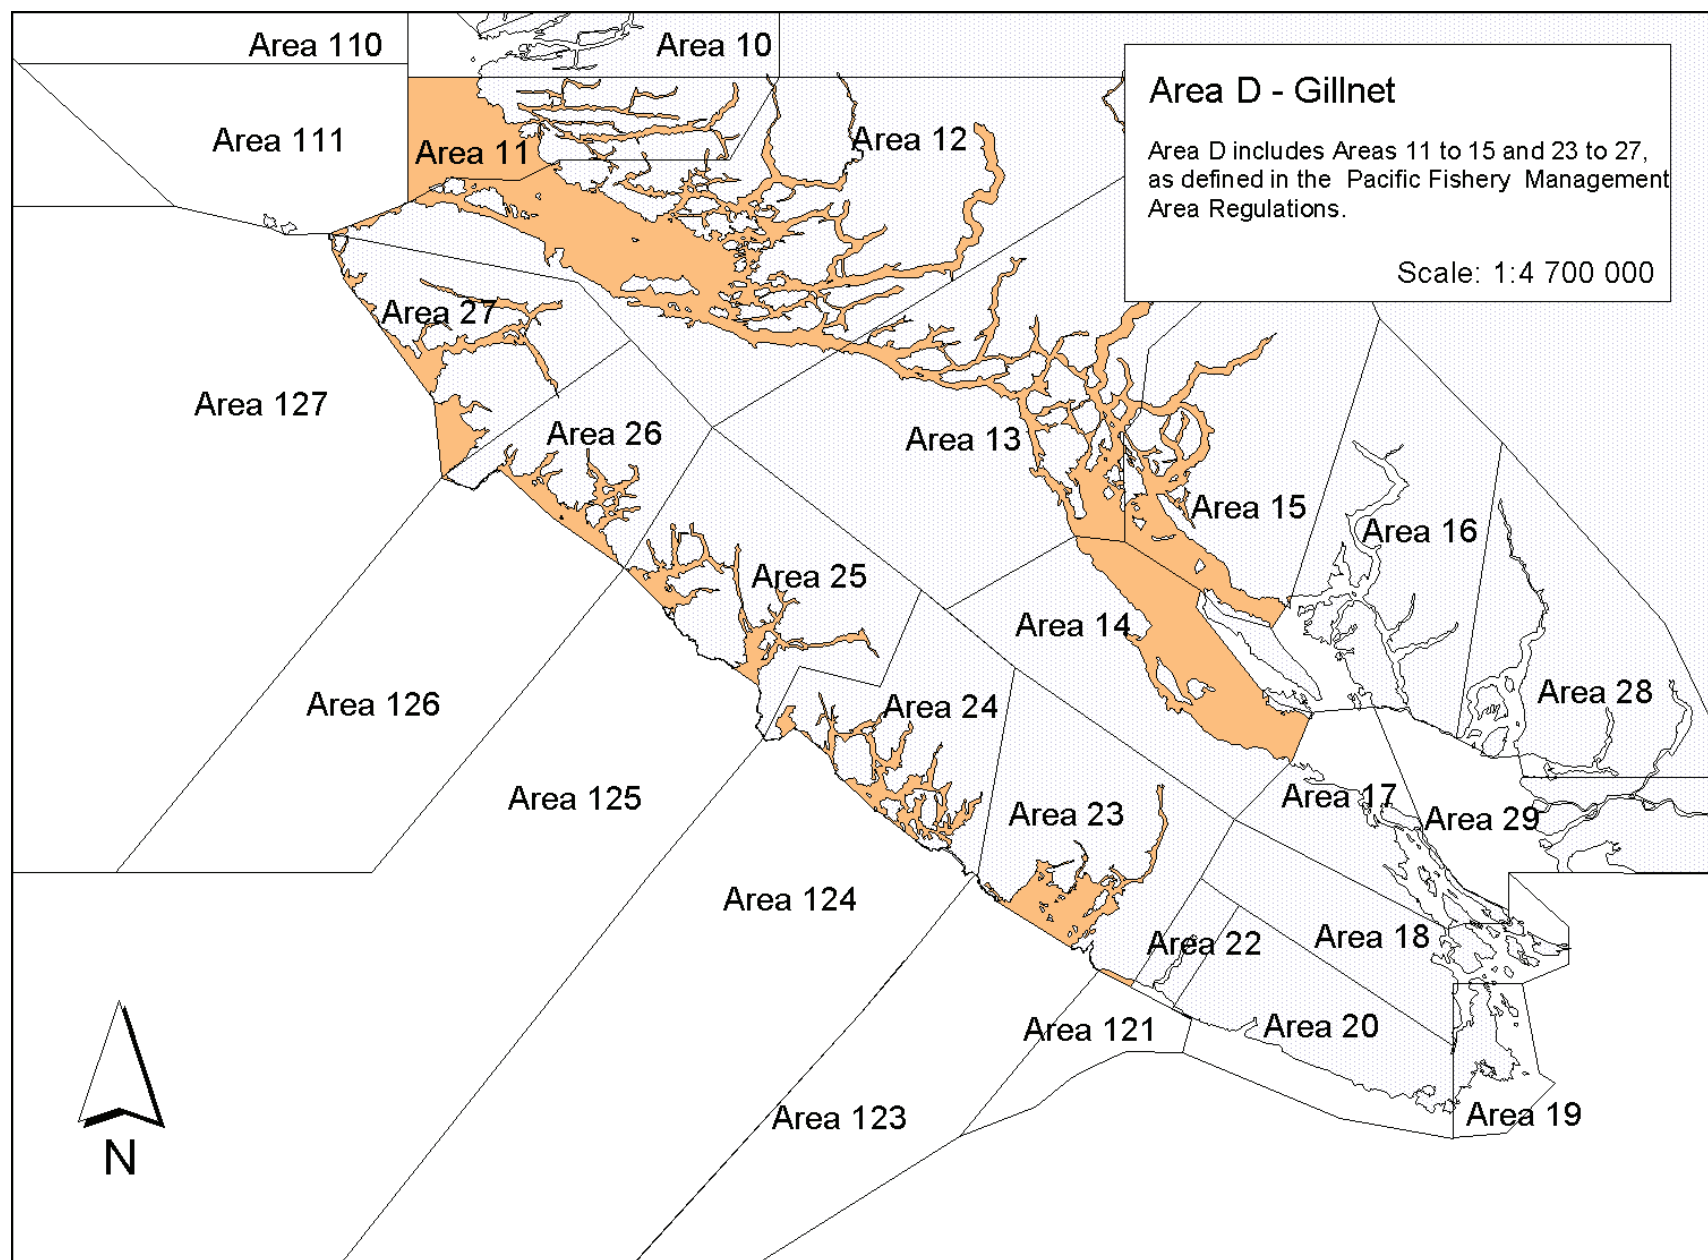 Area 110
Area 10
Area D - Gillnet
Area D includes Areas 11 to 15 and 23 to 27,
as defined in the Pacific Fishery Management
Area Regulations.
Scale: 1:4 700 000
Area 111
Area 11
Area 12
Area 27
Area 127
Area 26
Area 13
Area 15
Area 16
Area 25
Area 14
Area 126
Area 24
Area 28
Area 125
Area 23
Area 17
Area 29
Area 124
Area 22
Area 18
Area 121
Area 20
Area 123
Area 19
N